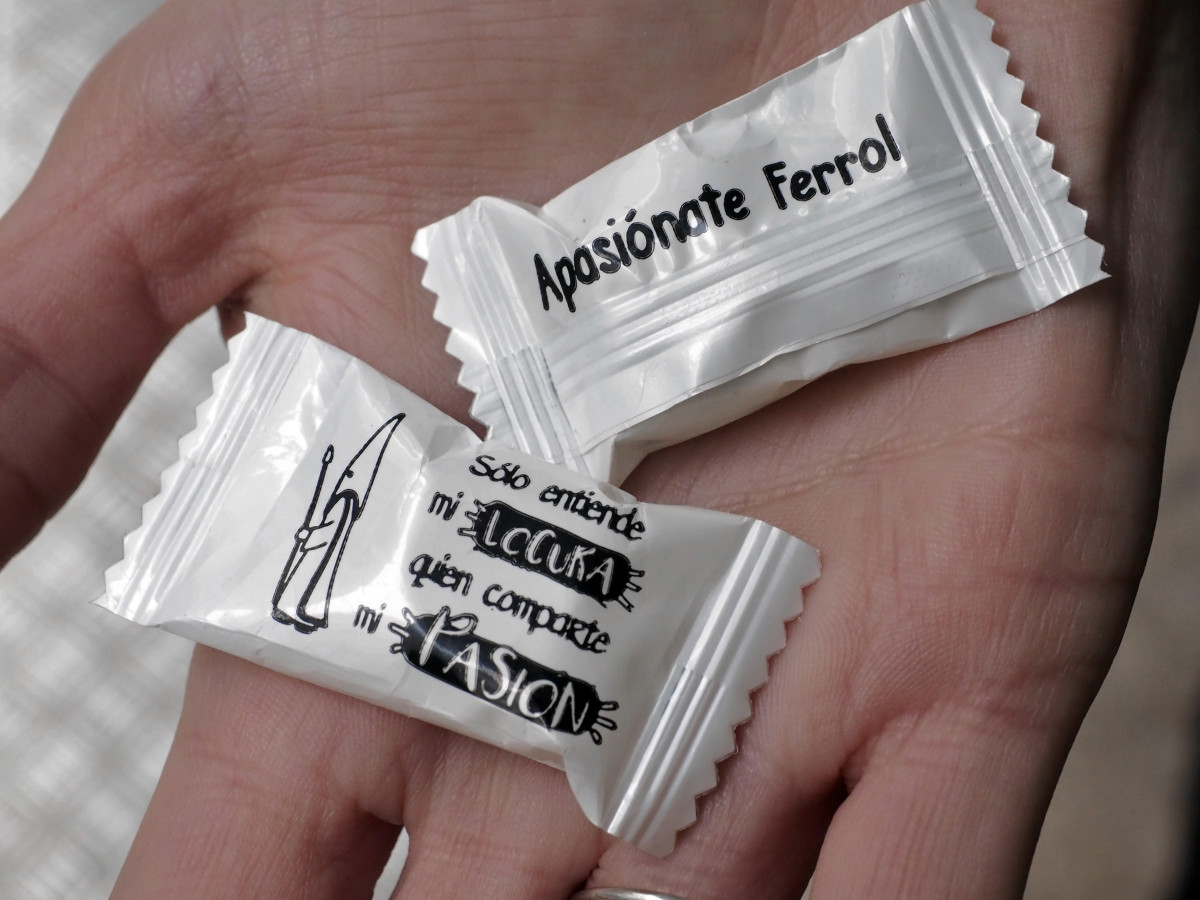 Apasiónate Ferrol
Sólo entiende
mi LOCURA
quien comparte
mi PASION